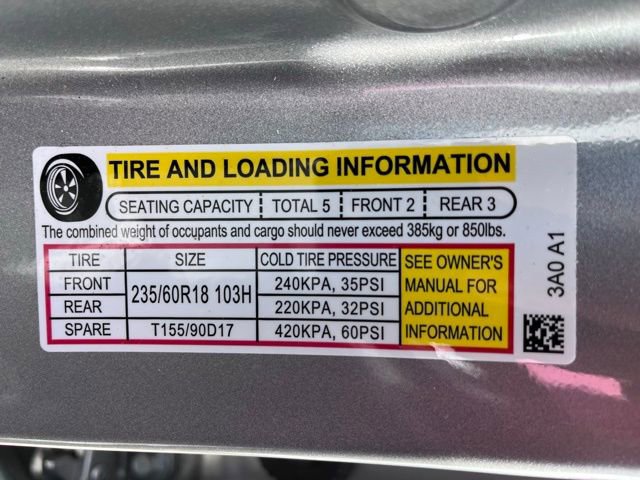 TIRE AND LOADING INFORMATION
SEATING CAPACITY TOTAL 5 FRONT 2 REAR 3
The combined weight of occupants and cargo should never exceed 385kg or 850lbs.
TIRE SIZE COLD TIRE PRESSURE
FRONT 235/60R18 103H 240KPA, 35PSI
REAR 220KPA, 32PSI
SPARE T155/90D17 420KPA, 60PSI
SEE OWNER'S
MANUAL FOR
ADDITIONAL
INFORMATION
3A0 A1